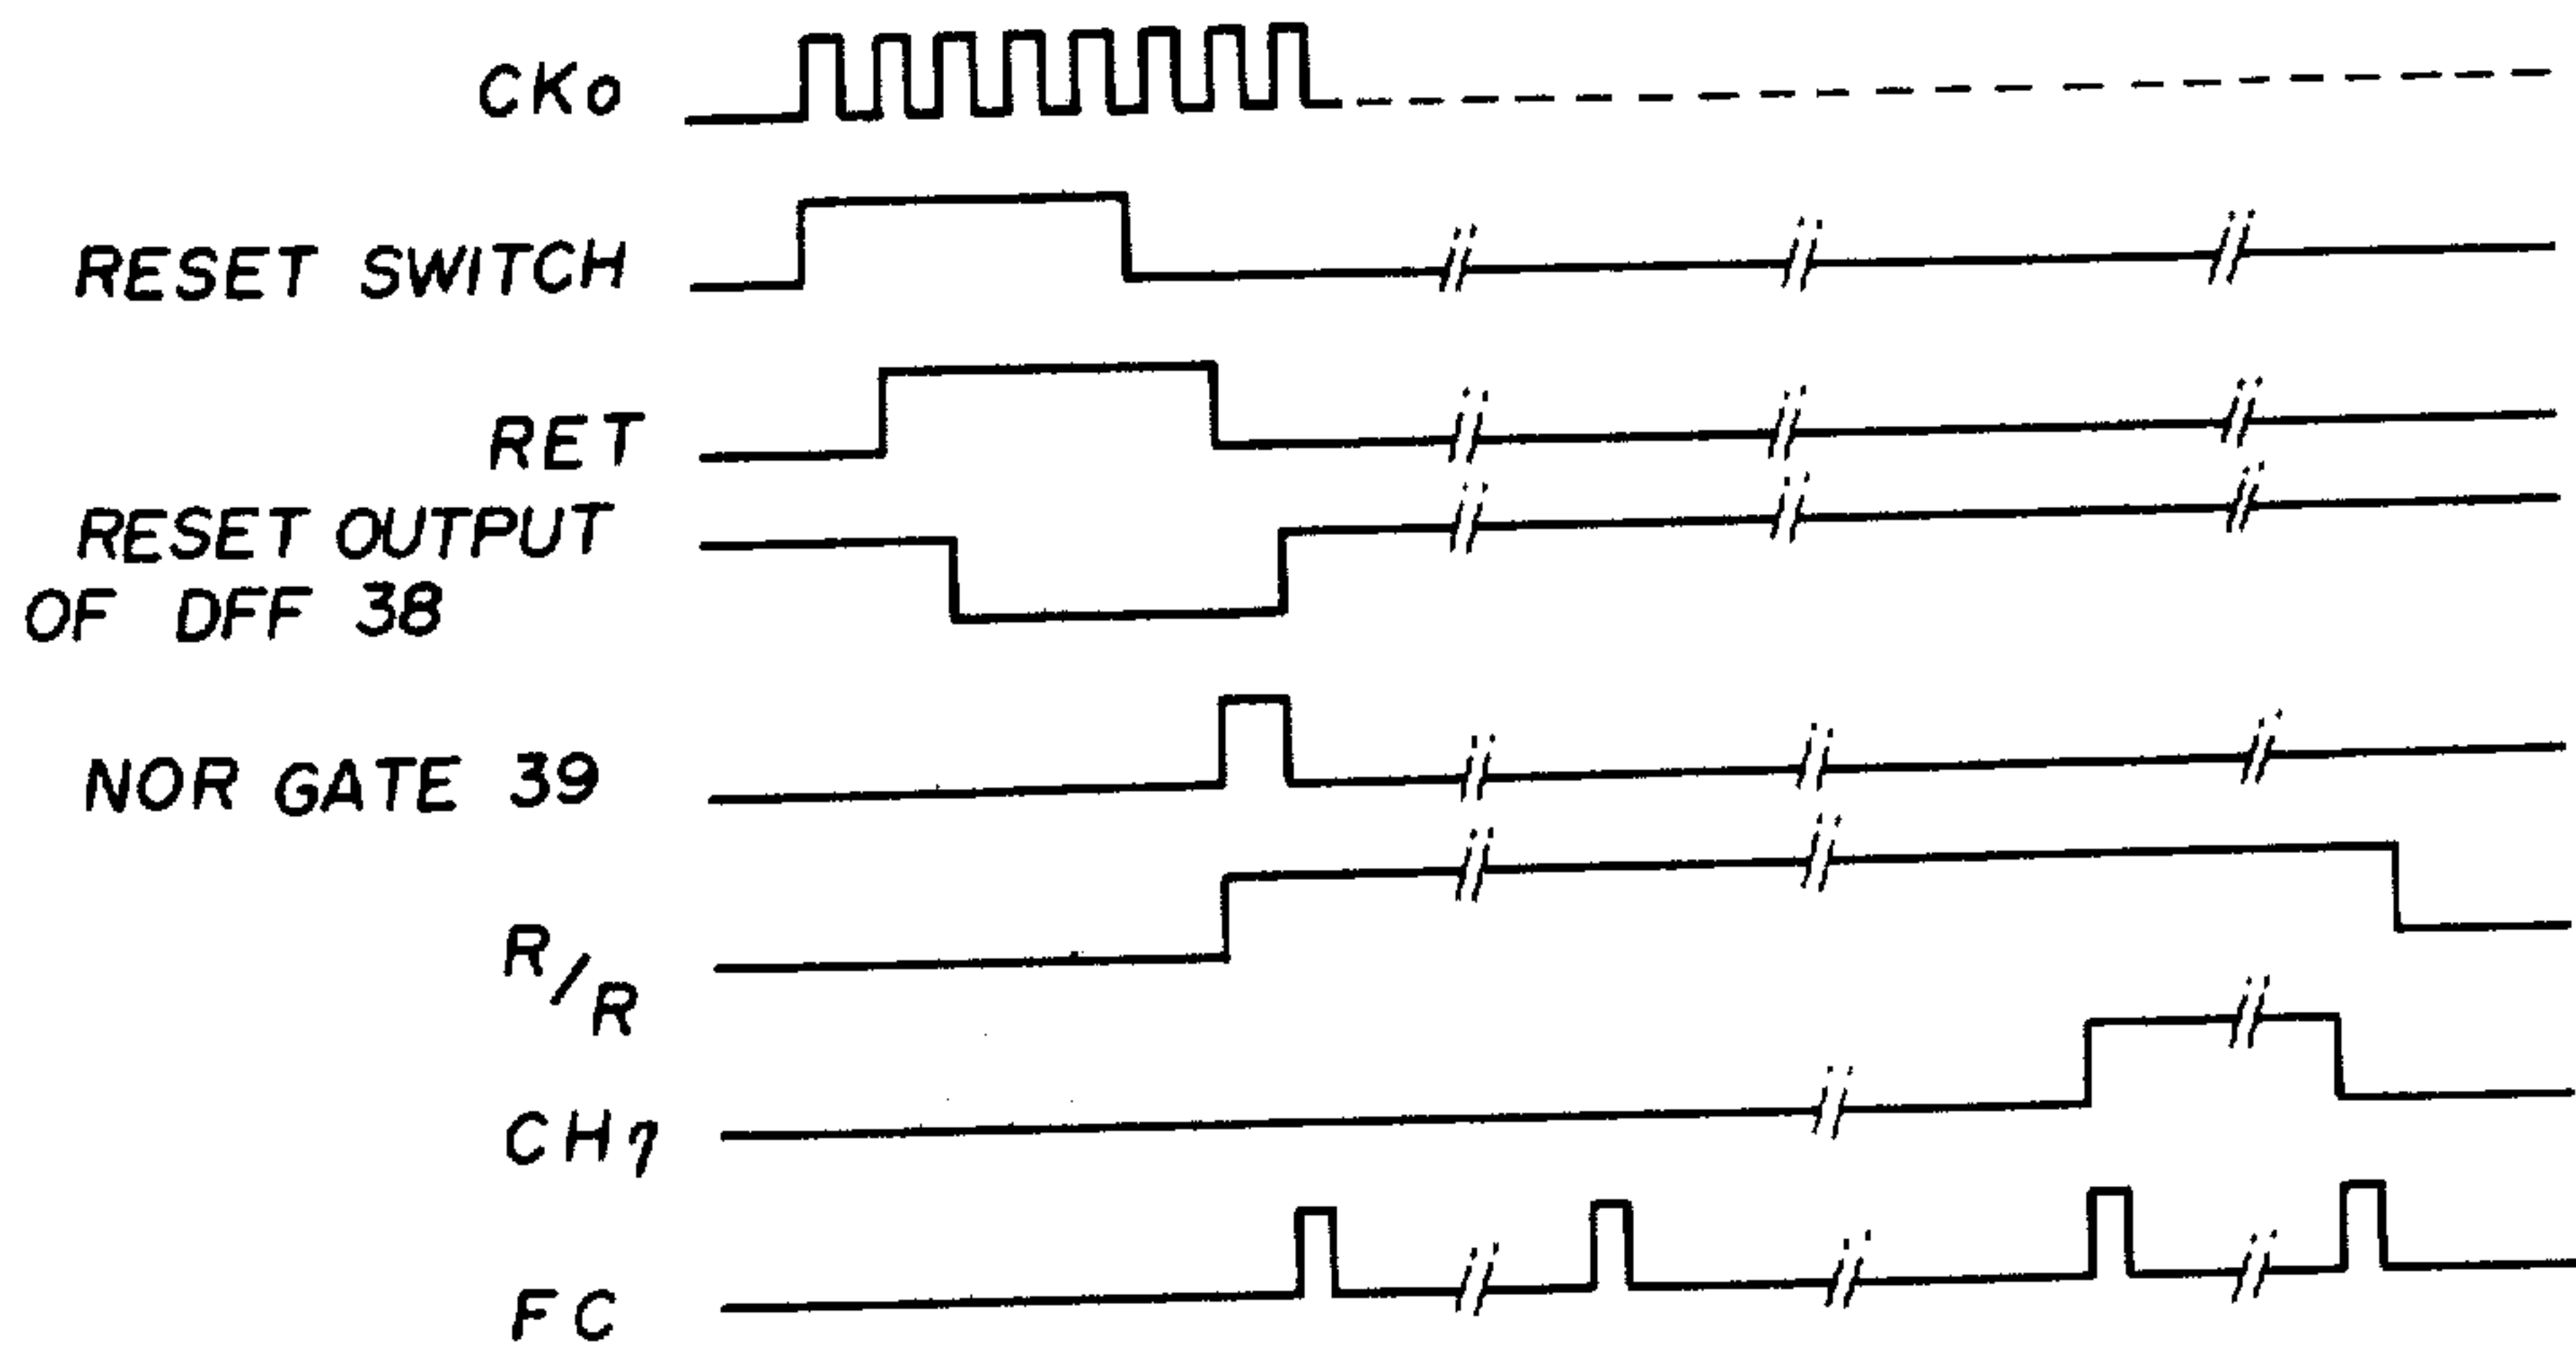 CKo
RESET SWITCH
RET
RESET OUTPUT
OF DFF 38
NOR GATE 39
R/R
CH7
FC